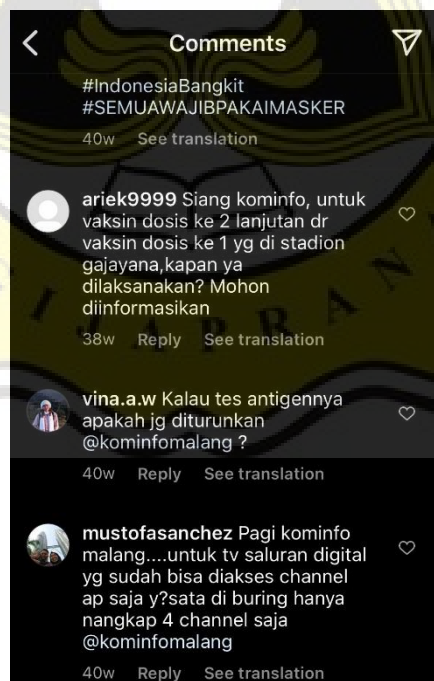 Comments
#IndonesiaBangkit
#SEMUAWAJIBPAKAIMASKER
40w See translation
ariek9999 Siang kominfo, untuk
vaksin dosis ke 2 lanjutan dr
vaksin dosis ke 1 yg di stadion
gajayana,kapan ya
dilaksanakan? Mohon
diinformasikan
38w Reply See translation
vina.a.w Kalau tes antigennya
apakah jg diturunkan
@kominfomalang ?
40w Reply See translation
mustofasanchez Pagi kominfo
malang....untuk tv saluran digital
yg sudah bisa diakses channel
ap saja y?sata di buring hanya
nangkap 4 channel saja
@kominfomalang
40w Reply See translation